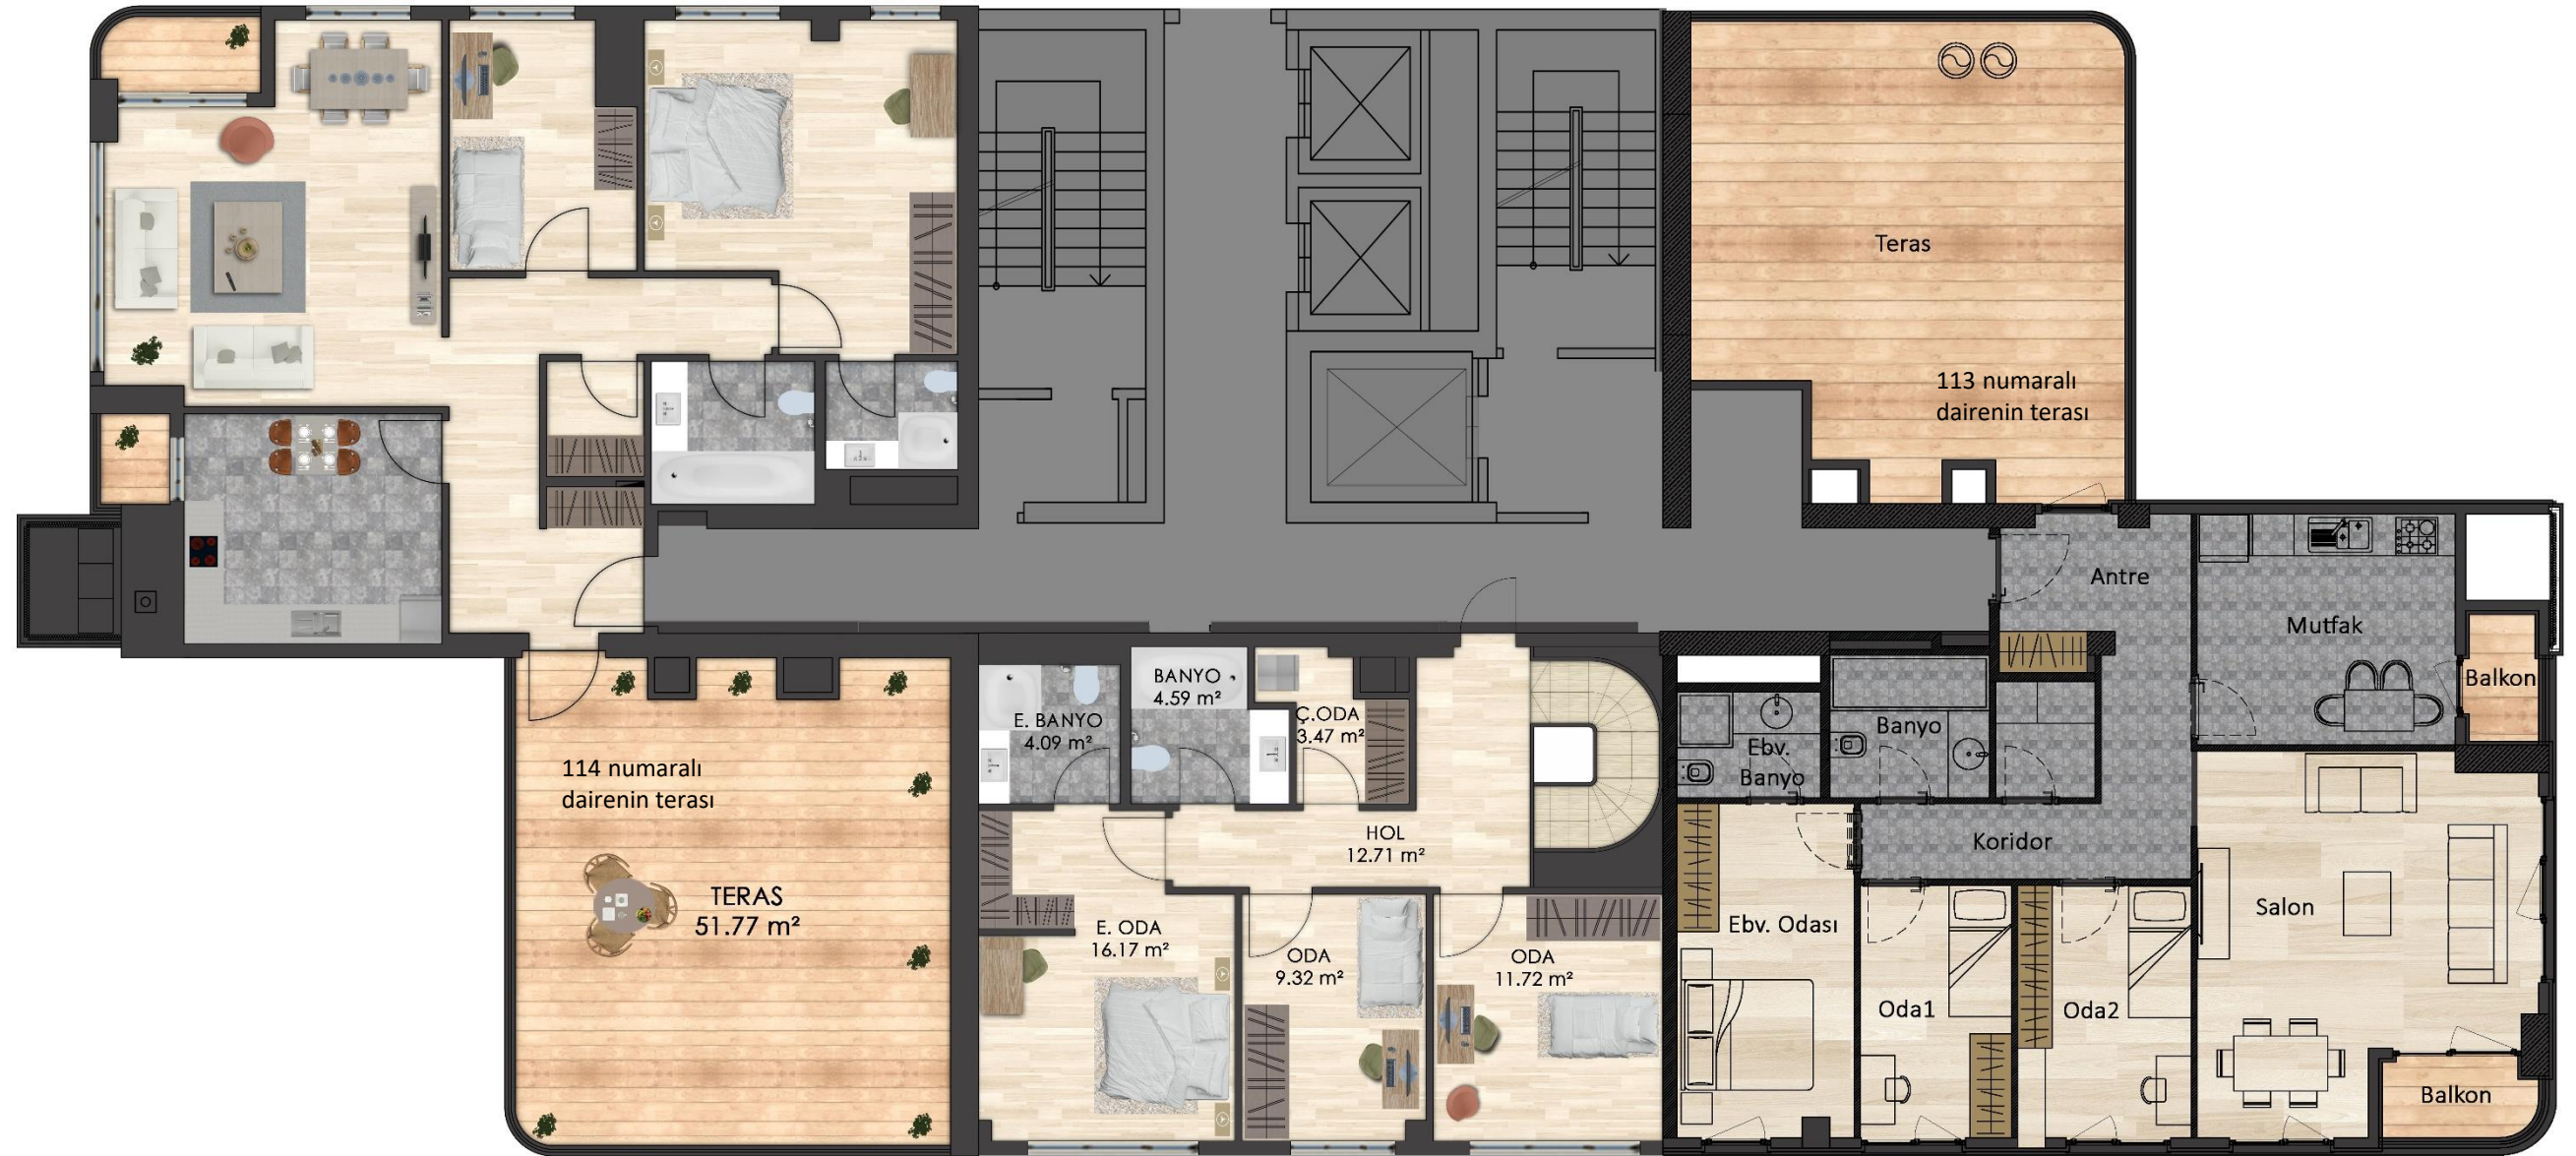 Teras
113 numaralı
dairenin terası
Antre
Mutfak
Balkon
BANYO
4.59 m²
E. BANYO
4.09 m²
Ç.ODA
3.47 m²
Ebv.
Banyo
Banyo
114 numaralı
dairenin terası
HOL
12.71 m²
Koridor
TERAS
51.77 m²
E. ODA
16.17 m²
ODA
9.32 m²
ODA
11.72 m²
Ebv. Odası
Oda1
Oda2
Salon
Balkon